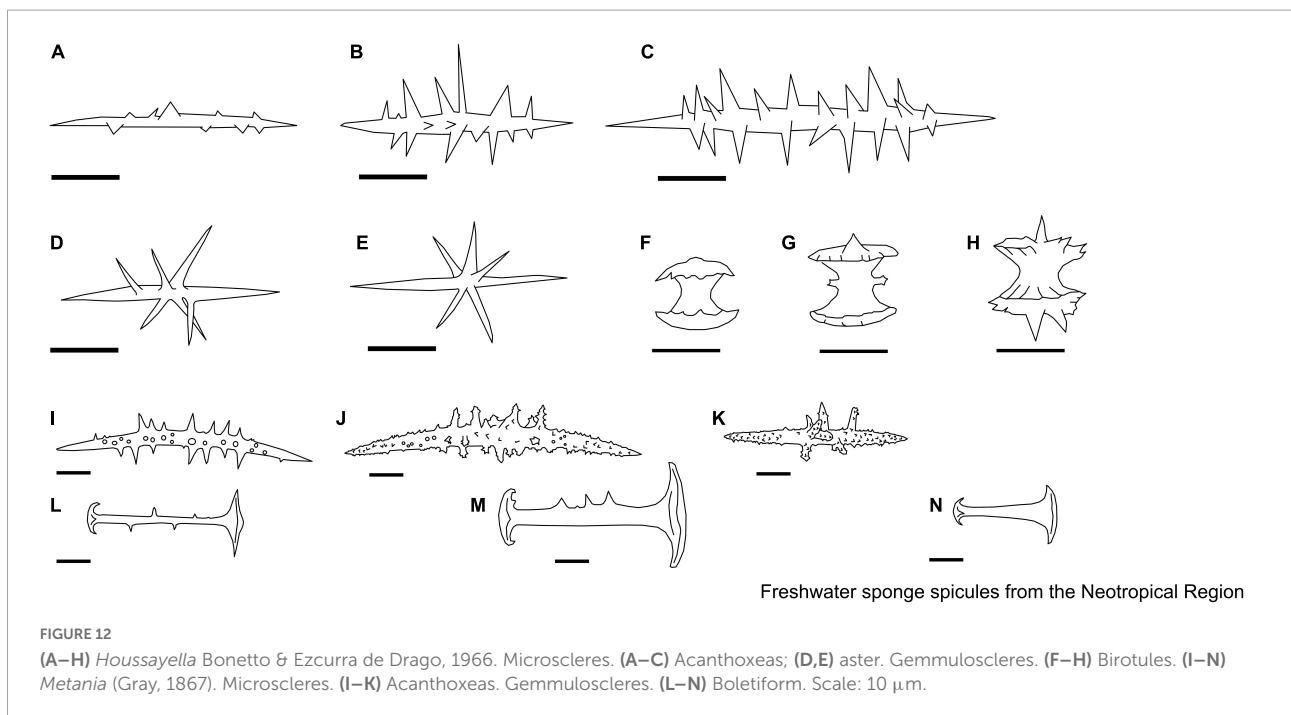 A
B
C
D
E
F
G
H
I
J
K
L
M
N
Freshwater sponge spicules from the Neotropical Region
FIGURE 12
(A–H) Houssayella Bonetto & Ezcurra de Drago, 1966. Microscleres. (A–C) Acanthoxeas; (D,E) aster. Gemmuloscleres. (F–H) Birotules. (I–N)
Metania (Gray, 1867). Microscleres. (I–K) Acanthoxeas. Gemmuloscleres. (L–N) Boletiform. Scale: 10 μm.